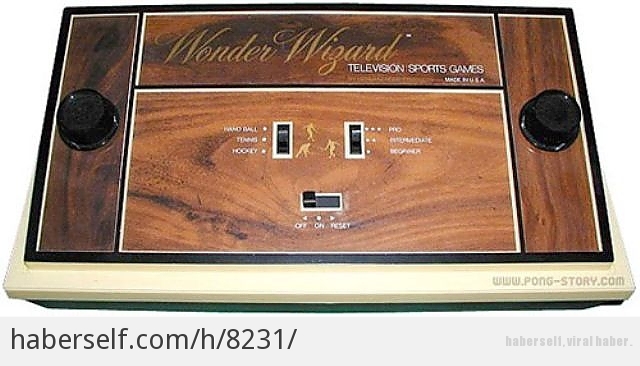 Wonder Wizard™
TELEVISION SPORTS GAMES
MADE IN U.S.A.
HAND BALL
TENNIS
HOCKEY
PRO
INTERMEDIATE
BEGINNER
OFF ON RESET
WWW.PONG-STORY.COM
haberself.com/h/8231/
haberself,viral haber.